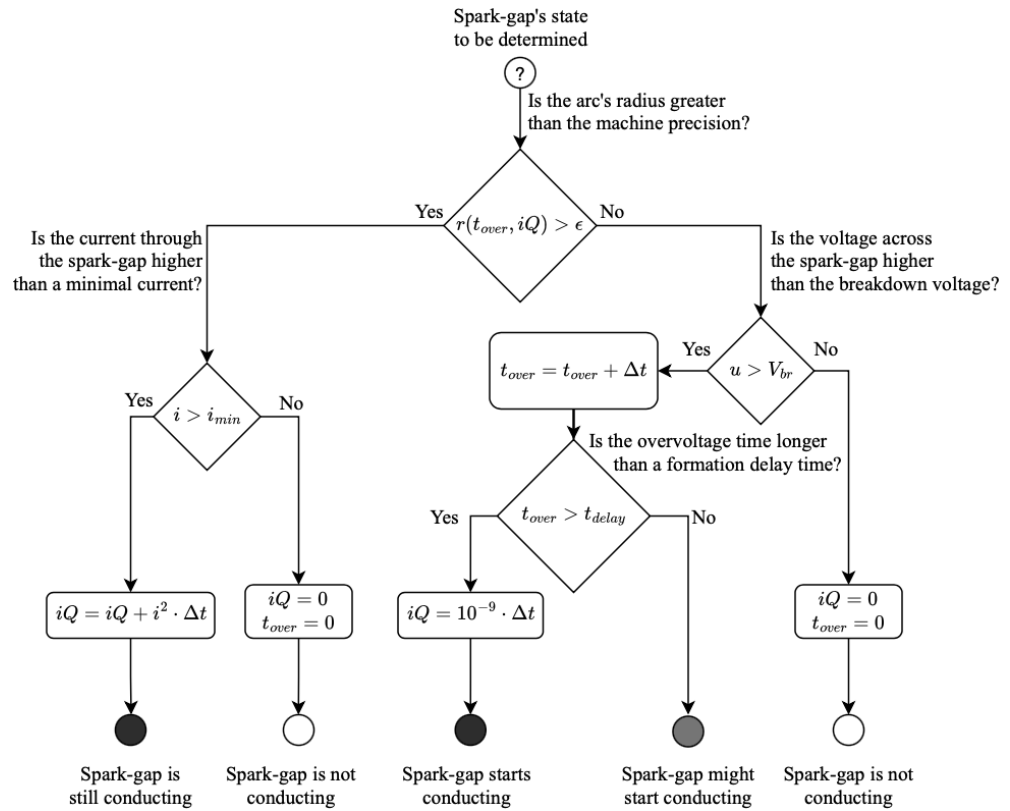 Spark-gap's state
to be determined
?
Is the arc's radius greater
than the machine precision?
Yes
r(t_over, iQ) > ϵ
No
Is the current through
the spark-gap higher
than a minimal current?
Is the voltage across
the spark-gap higher
than the breakdown voltage?
t_over = t_over + Δt
Yes
u > V_br
No
Yes
i > i_min
No
Is the overvoltage time longer
than a formation delay time?
Yes
t_over > t_delay
No
iQ = iQ + i² · Δt
iQ = 0
t_over = 0
iQ = 10⁻⁹ · Δt
iQ = 0
t_over = 0
Spark-gap is
still conducting
Spark-gap is not
conducting
Spark-gap starts
conducting
Spark-gap might
start conducting
Spark-gap is not
conducting